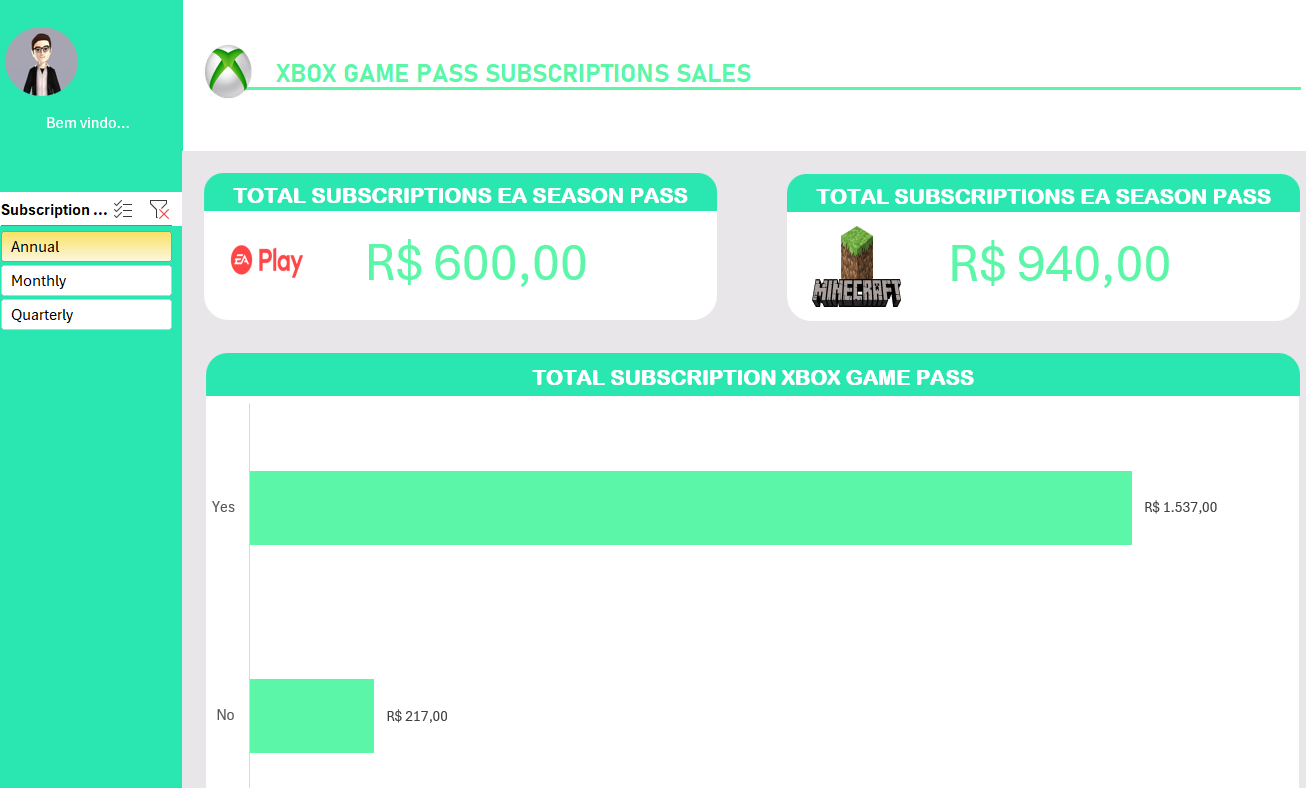 XBOX GAME PASS SUBSCRIPTIONS SALES
Bem vindo...
Subscription ...
Annual
Monthly
Quarterly
TOTAL SUBSCRIPTIONS EA SEASON PASS
EA Play
R$ 600,00
TOTAL SUBSCRIPTIONS EA SEASON PASS
MINECRAFT
R$ 940,00
TOTAL SUBSCRIPTION XBOX GAME PASS
Yes
R$ 1.537,00
No
R$ 217,00